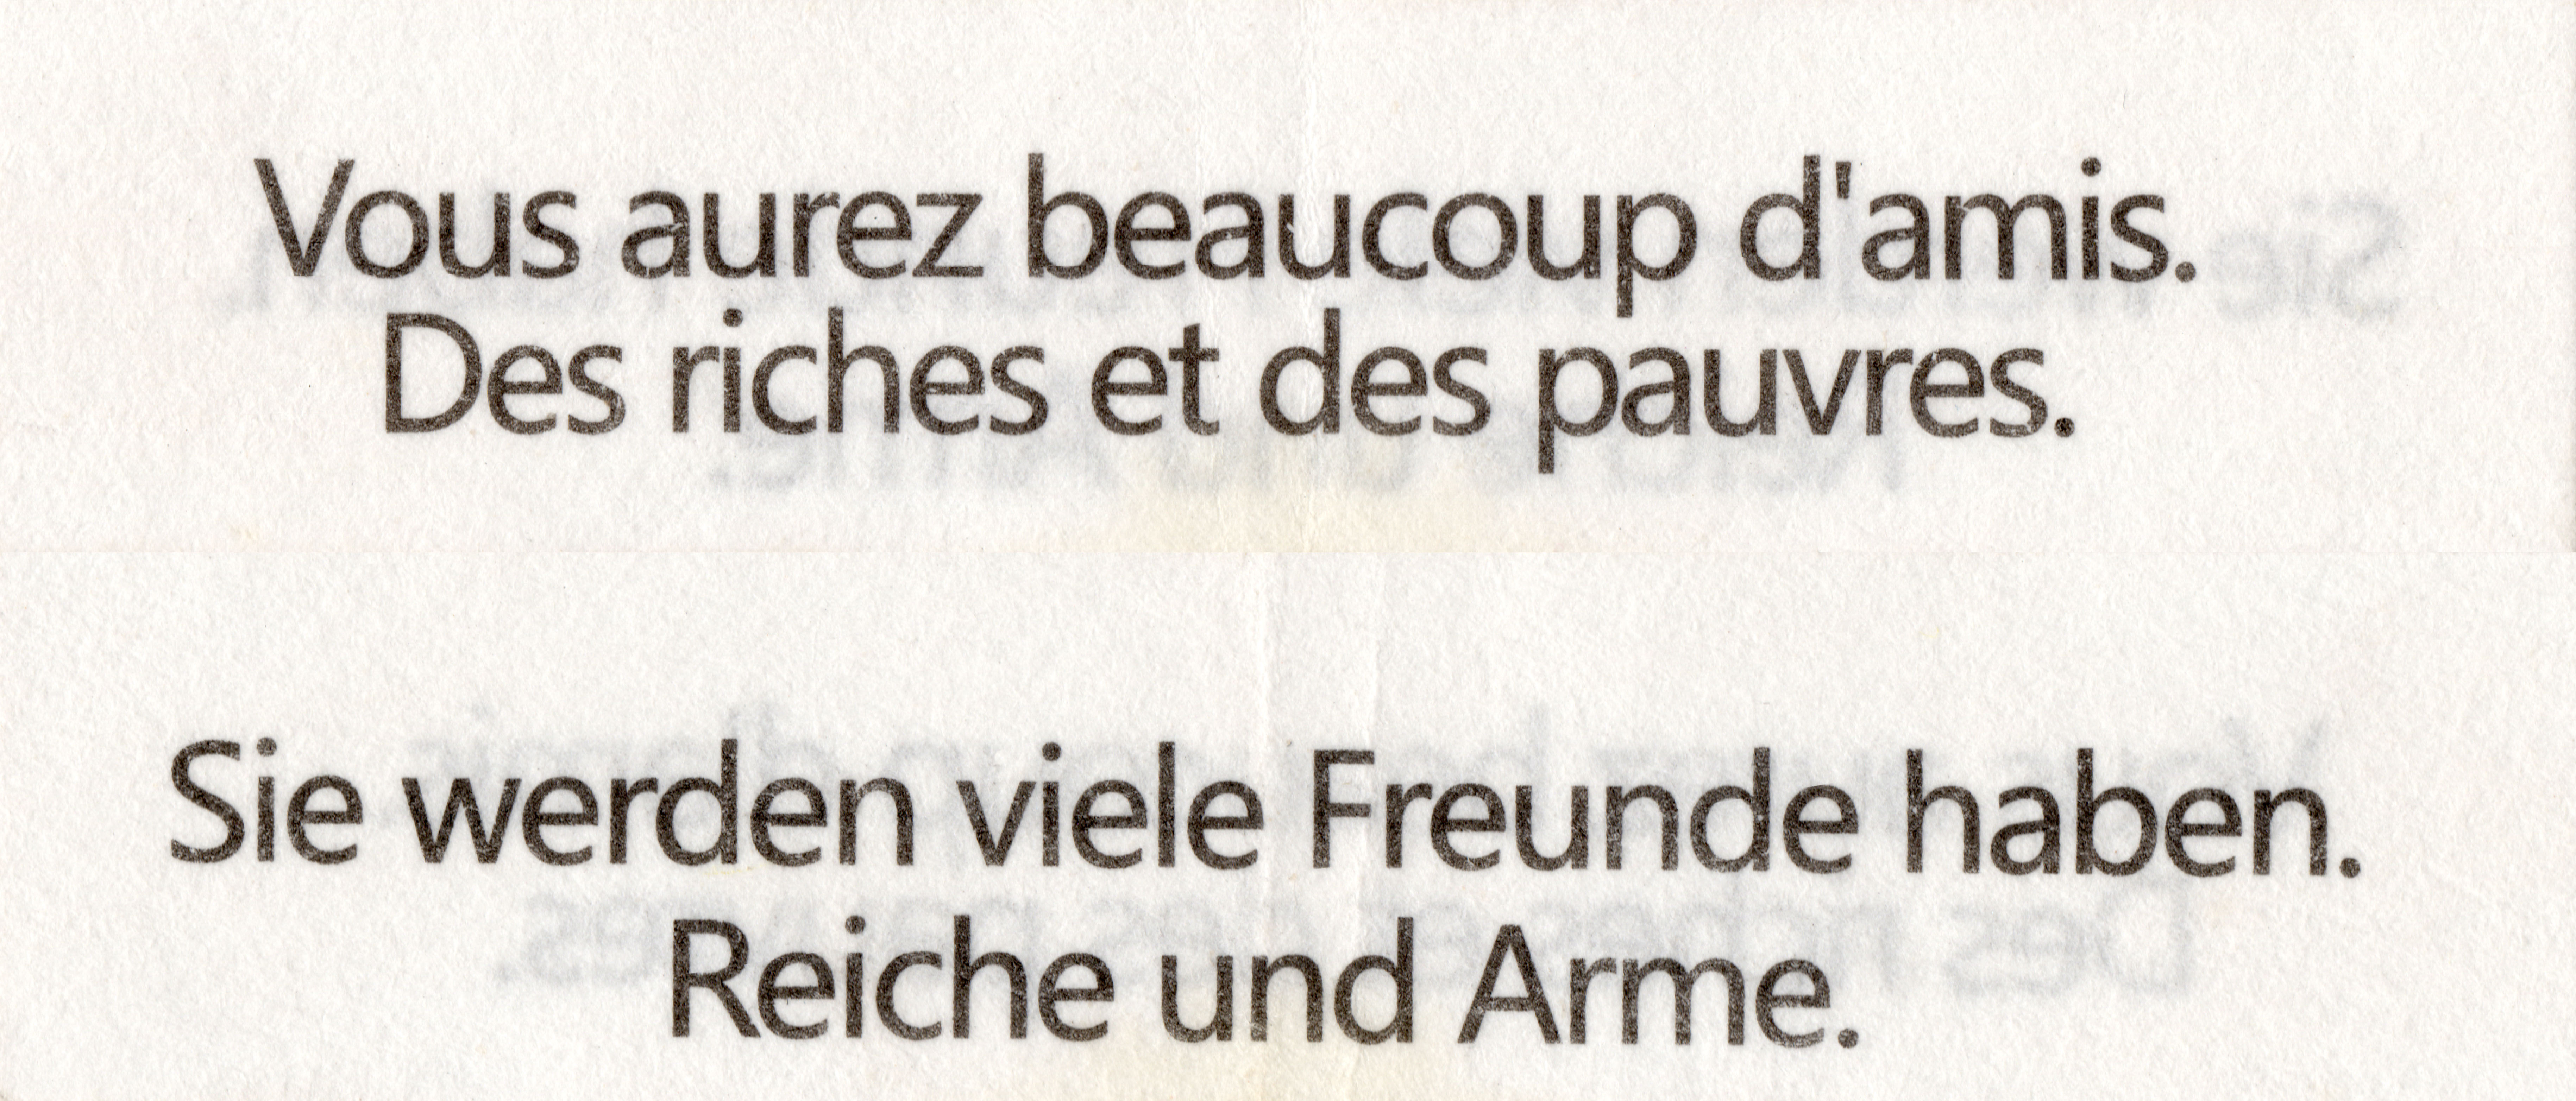 Vous aurez beaucoup d'amis.
Des riches et des pauvres.
Sie werden viele Freunde haben.
Reiche und Arme.